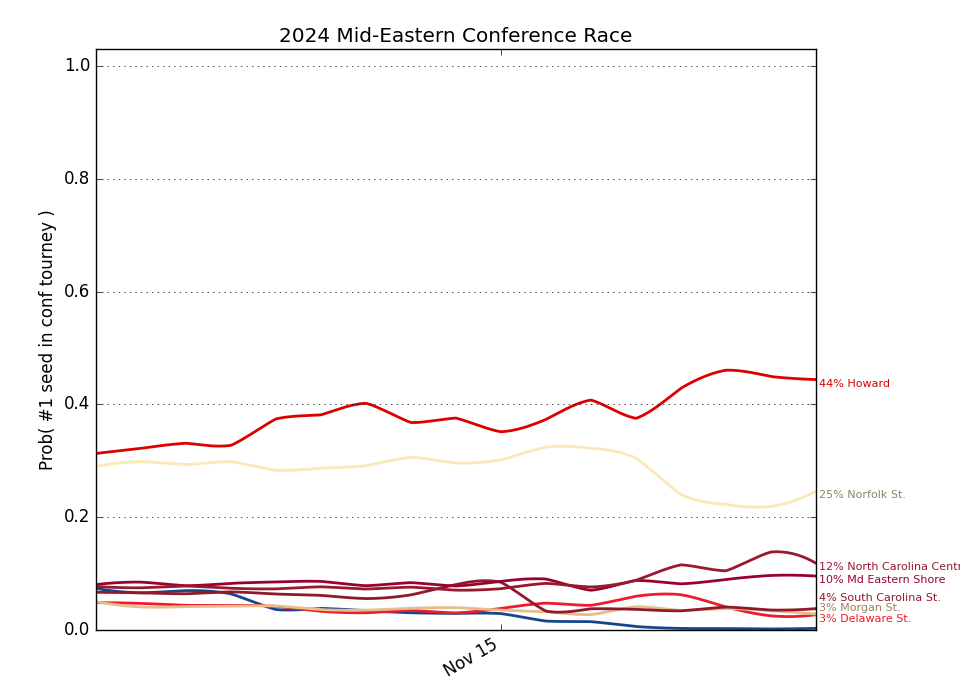 2024 Mid-Eastern Conference Race
Prob( #1 seed in conf tourney )
1.0
0.8
0.6
0.4
0.2
0.0
Nov 15
44% Howard
25% Norfolk St.
12% North Carolina Centr
10% Md Eastern Shore
4% South Carolina St.
3% Morgan St.
3% Delaware St.